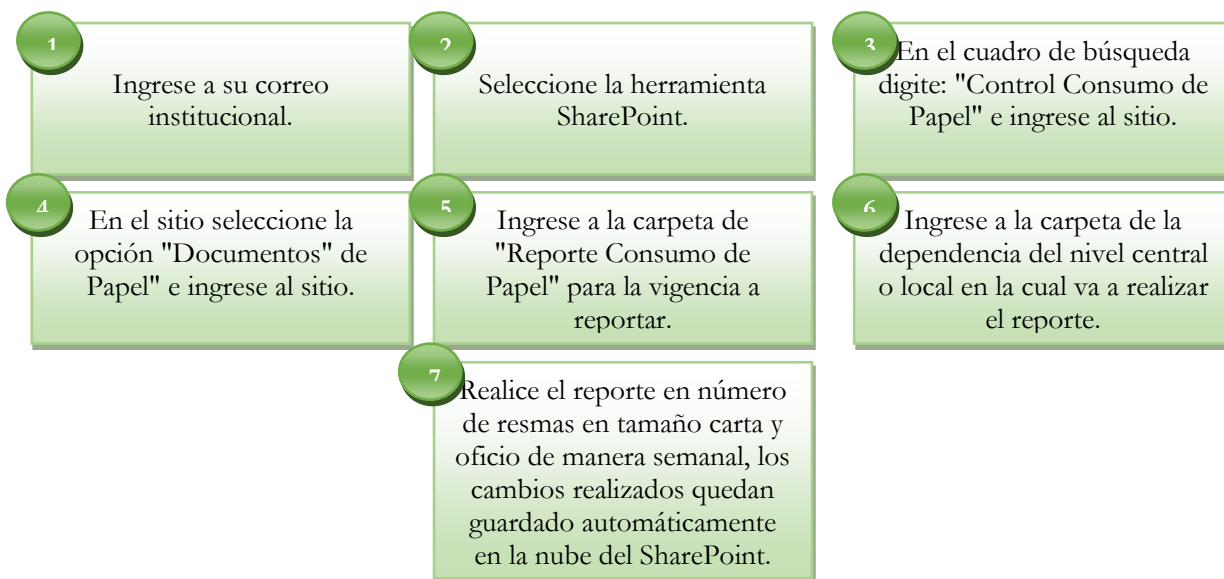 1
Ingrese a su correo
institucional.
2
Seleccione la herramienta
SharePoint.
3
En el cuadro de búsqueda
digite: "Control Consumo de
Papel" e ingrese al sitio.
4
En el sitio seleccione la
opción "Documentos" de
Papel" e ingrese al sitio.
5
Ingrese a la carpeta de
"Reporte Consumo de
Papel" para la vigencia a
reportar.
6
Ingrese a la carpeta de la
dependencia del nivel central
o local en la cual va a realizar
el reporte.
7
Realice el reporte en número
de resmas en tamaño carta y
oficio de manera semanal, los
cambios realizados quedan
guardado automáticamente
en la nube del SharePoint.